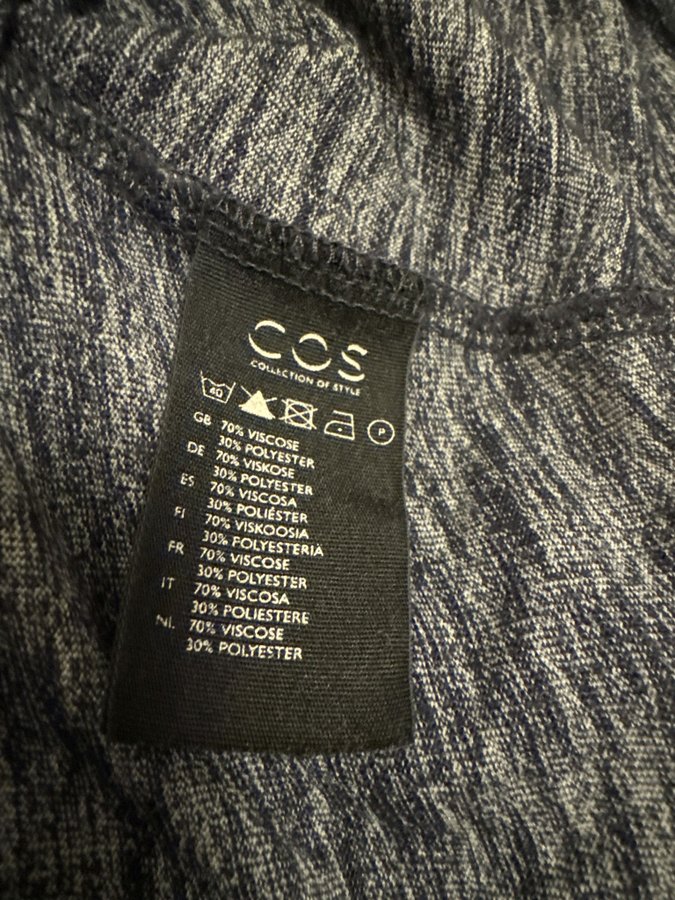 COS
COLLECTION OF STYLE
40 P
GB 70% VISCOSE
30% POLYESTER
DE 70% VISKOSE
30% POLYESTER
ES 70% VISCOSA
30% POLIÉSTER
FI 70% VISKOOSIA
30% POLYESTERIA
FR 70% VISCOSE
30% POLYESTER
IT 70% VISCOSA
30% POLIESTERE
NL 70% VISCOSE
30% POLYESTER